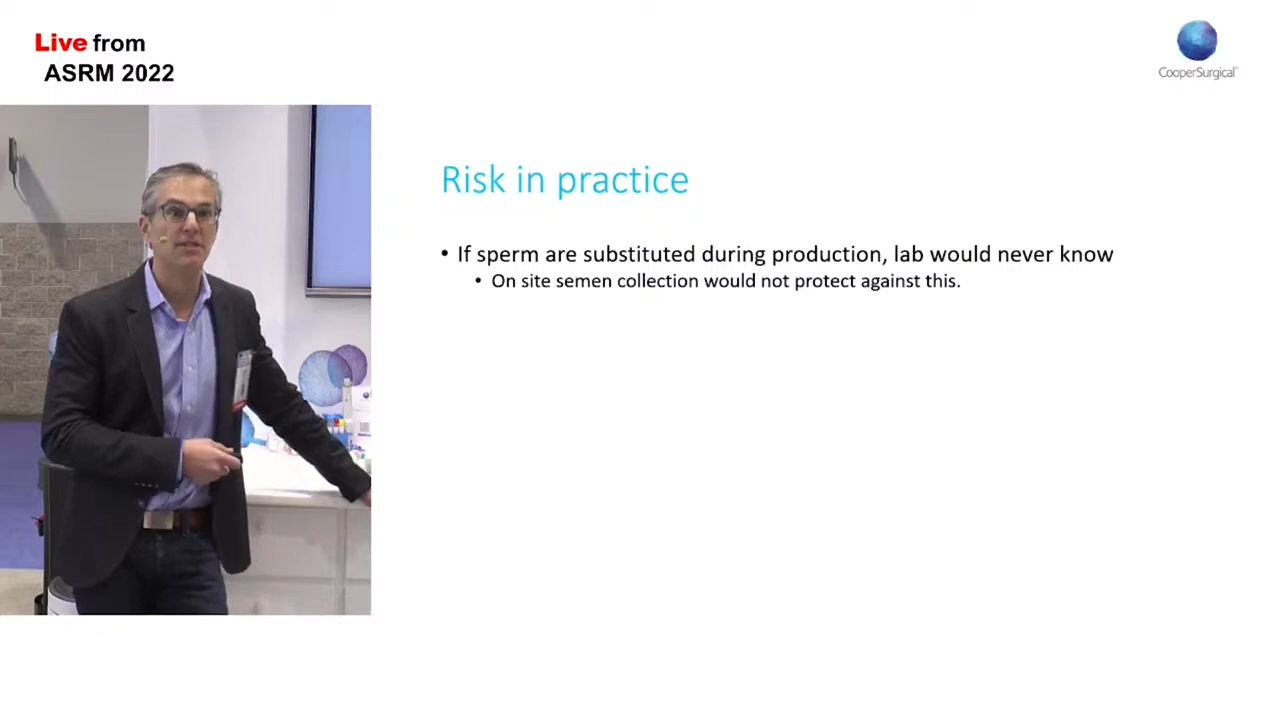 Live from
ASRM 2022
CooperSurgical
Risk in practice
• If sperm are substituted during production, lab would never know
• On site semen collection would not protect against this.